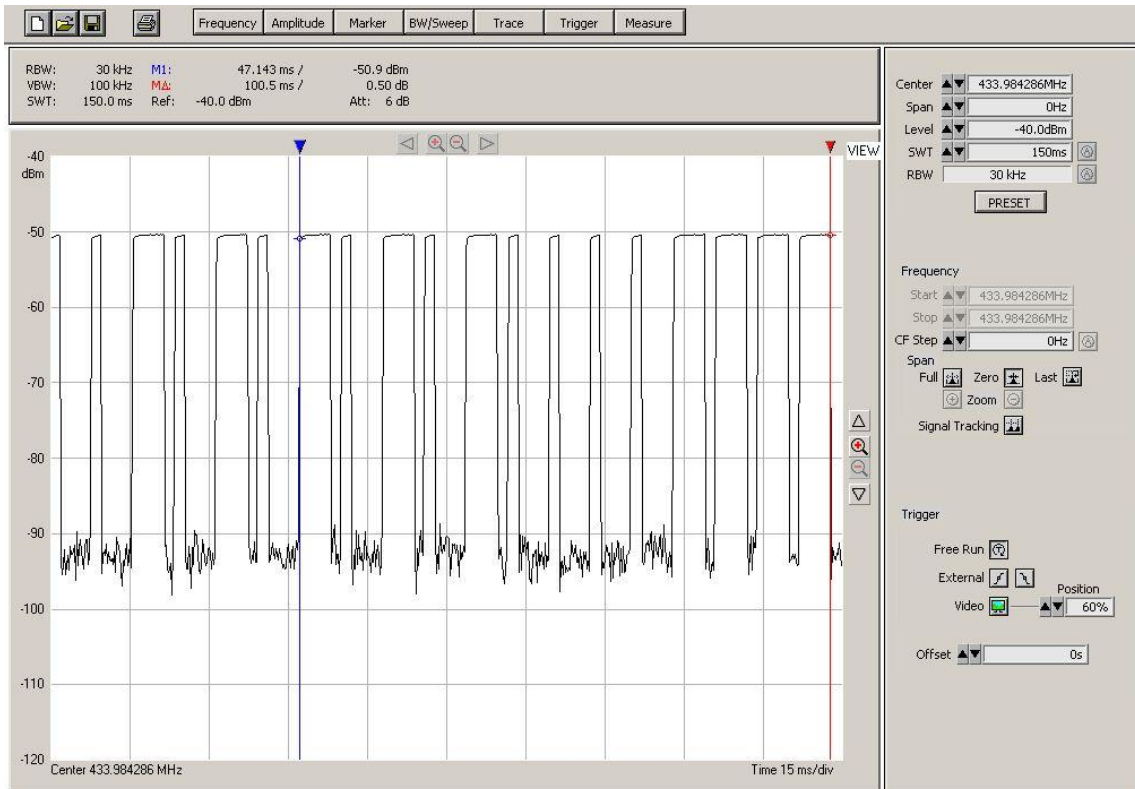 Frequency Amplitude Marker BW/Sweep Trace Trigger Measure
RBW: 30 kHz M1: 47.143 ms / -50.9 dBm
VBW: 100 kHz MΔ: 100.5 ms / 0.50 dB
SWT: 150.0 ms Ref: -40.0 dBm Att: 6 dB
VIEW
-40
dBm
-50
-60
-70
-80
-90
-100
-110
-120
Center 433.984286 MHz Time 15 ms/div
Center 433.984286MHz
Span 0Hz
Level -40.0dBm
SWT 150ms
RBW 30 kHz
PRESET
Frequency
Start 433.984286MHz
Stop 433.984286MHz
CF Step 0Hz
Span
Full Zero Last
Zoom
Signal Tracking
Trigger
Free Run
External
Position
Video 60%
Offset 0s